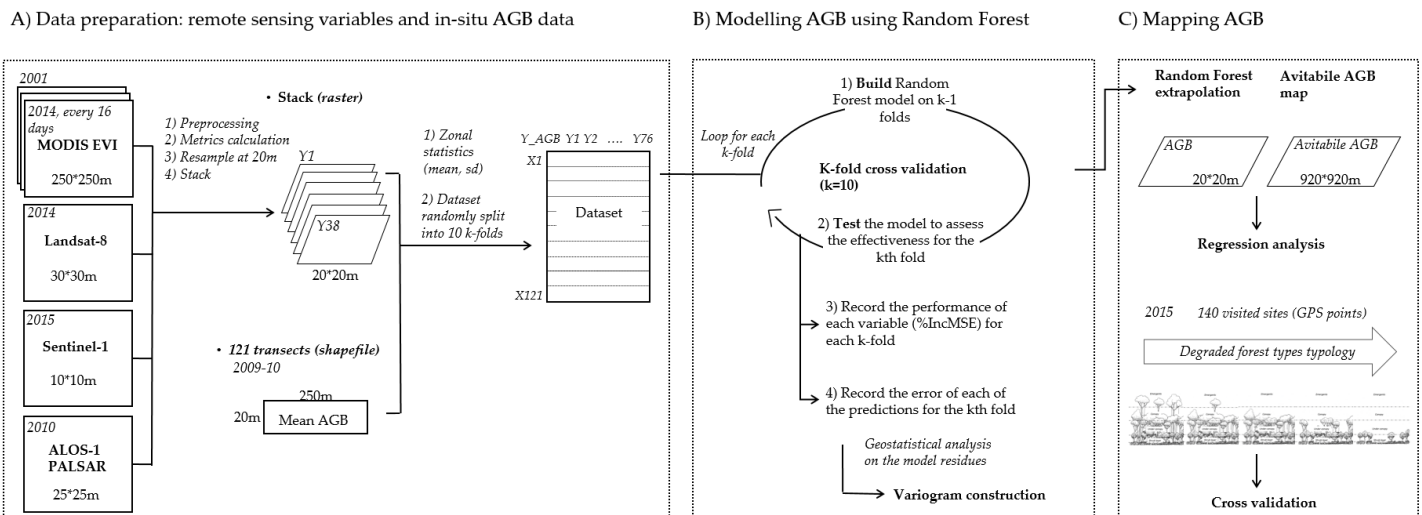 A) Data preparation: remote sensing variables and in-situ AGB data
2001
2014, every 16
days
MODIS EVI
250*250m
2014
Landsat-8
30*30m
2015
Sentinel-1
10*10m
2010
ALOS-1
PALSAR
25*25m
1) Preprocessing
2) Metrics calculation
3) Resample at 20m
4) Stack
• Stack (raster)
Y1
Y38
20*20m
• 121 transects (shapefile)
2009-10
250m
20m
Mean AGB
1) Zonal
statistics
(mean, sd)
2) Dataset
randomly split
into 10 k-folds
Y_AGB Y1 Y2 .... Y76
X1
Dataset
X121
B) Modelling AGB using Random Forest
Loop for each
k-fold
1) Build Random
Forest model on k-1
folds
K-fold cross validation
(k=10)
2) Test the model to assess
the effectiveness for the
kth fold
3) Record the performance of
each variable (%IncMSE) for
each k-fold
4) Record the error of each of
the predictions for the kth fold
Geostatistical analysis
on the model residues
Variogram construction
C) Mapping AGB
Random Forest
extrapolation
Avitabile AGB
map
AGB
20*20m
Avitabile AGB
920*920m
Regression analysis
2015 140 visited sites (GPS points)
Degraded forest types typology
Cross validation